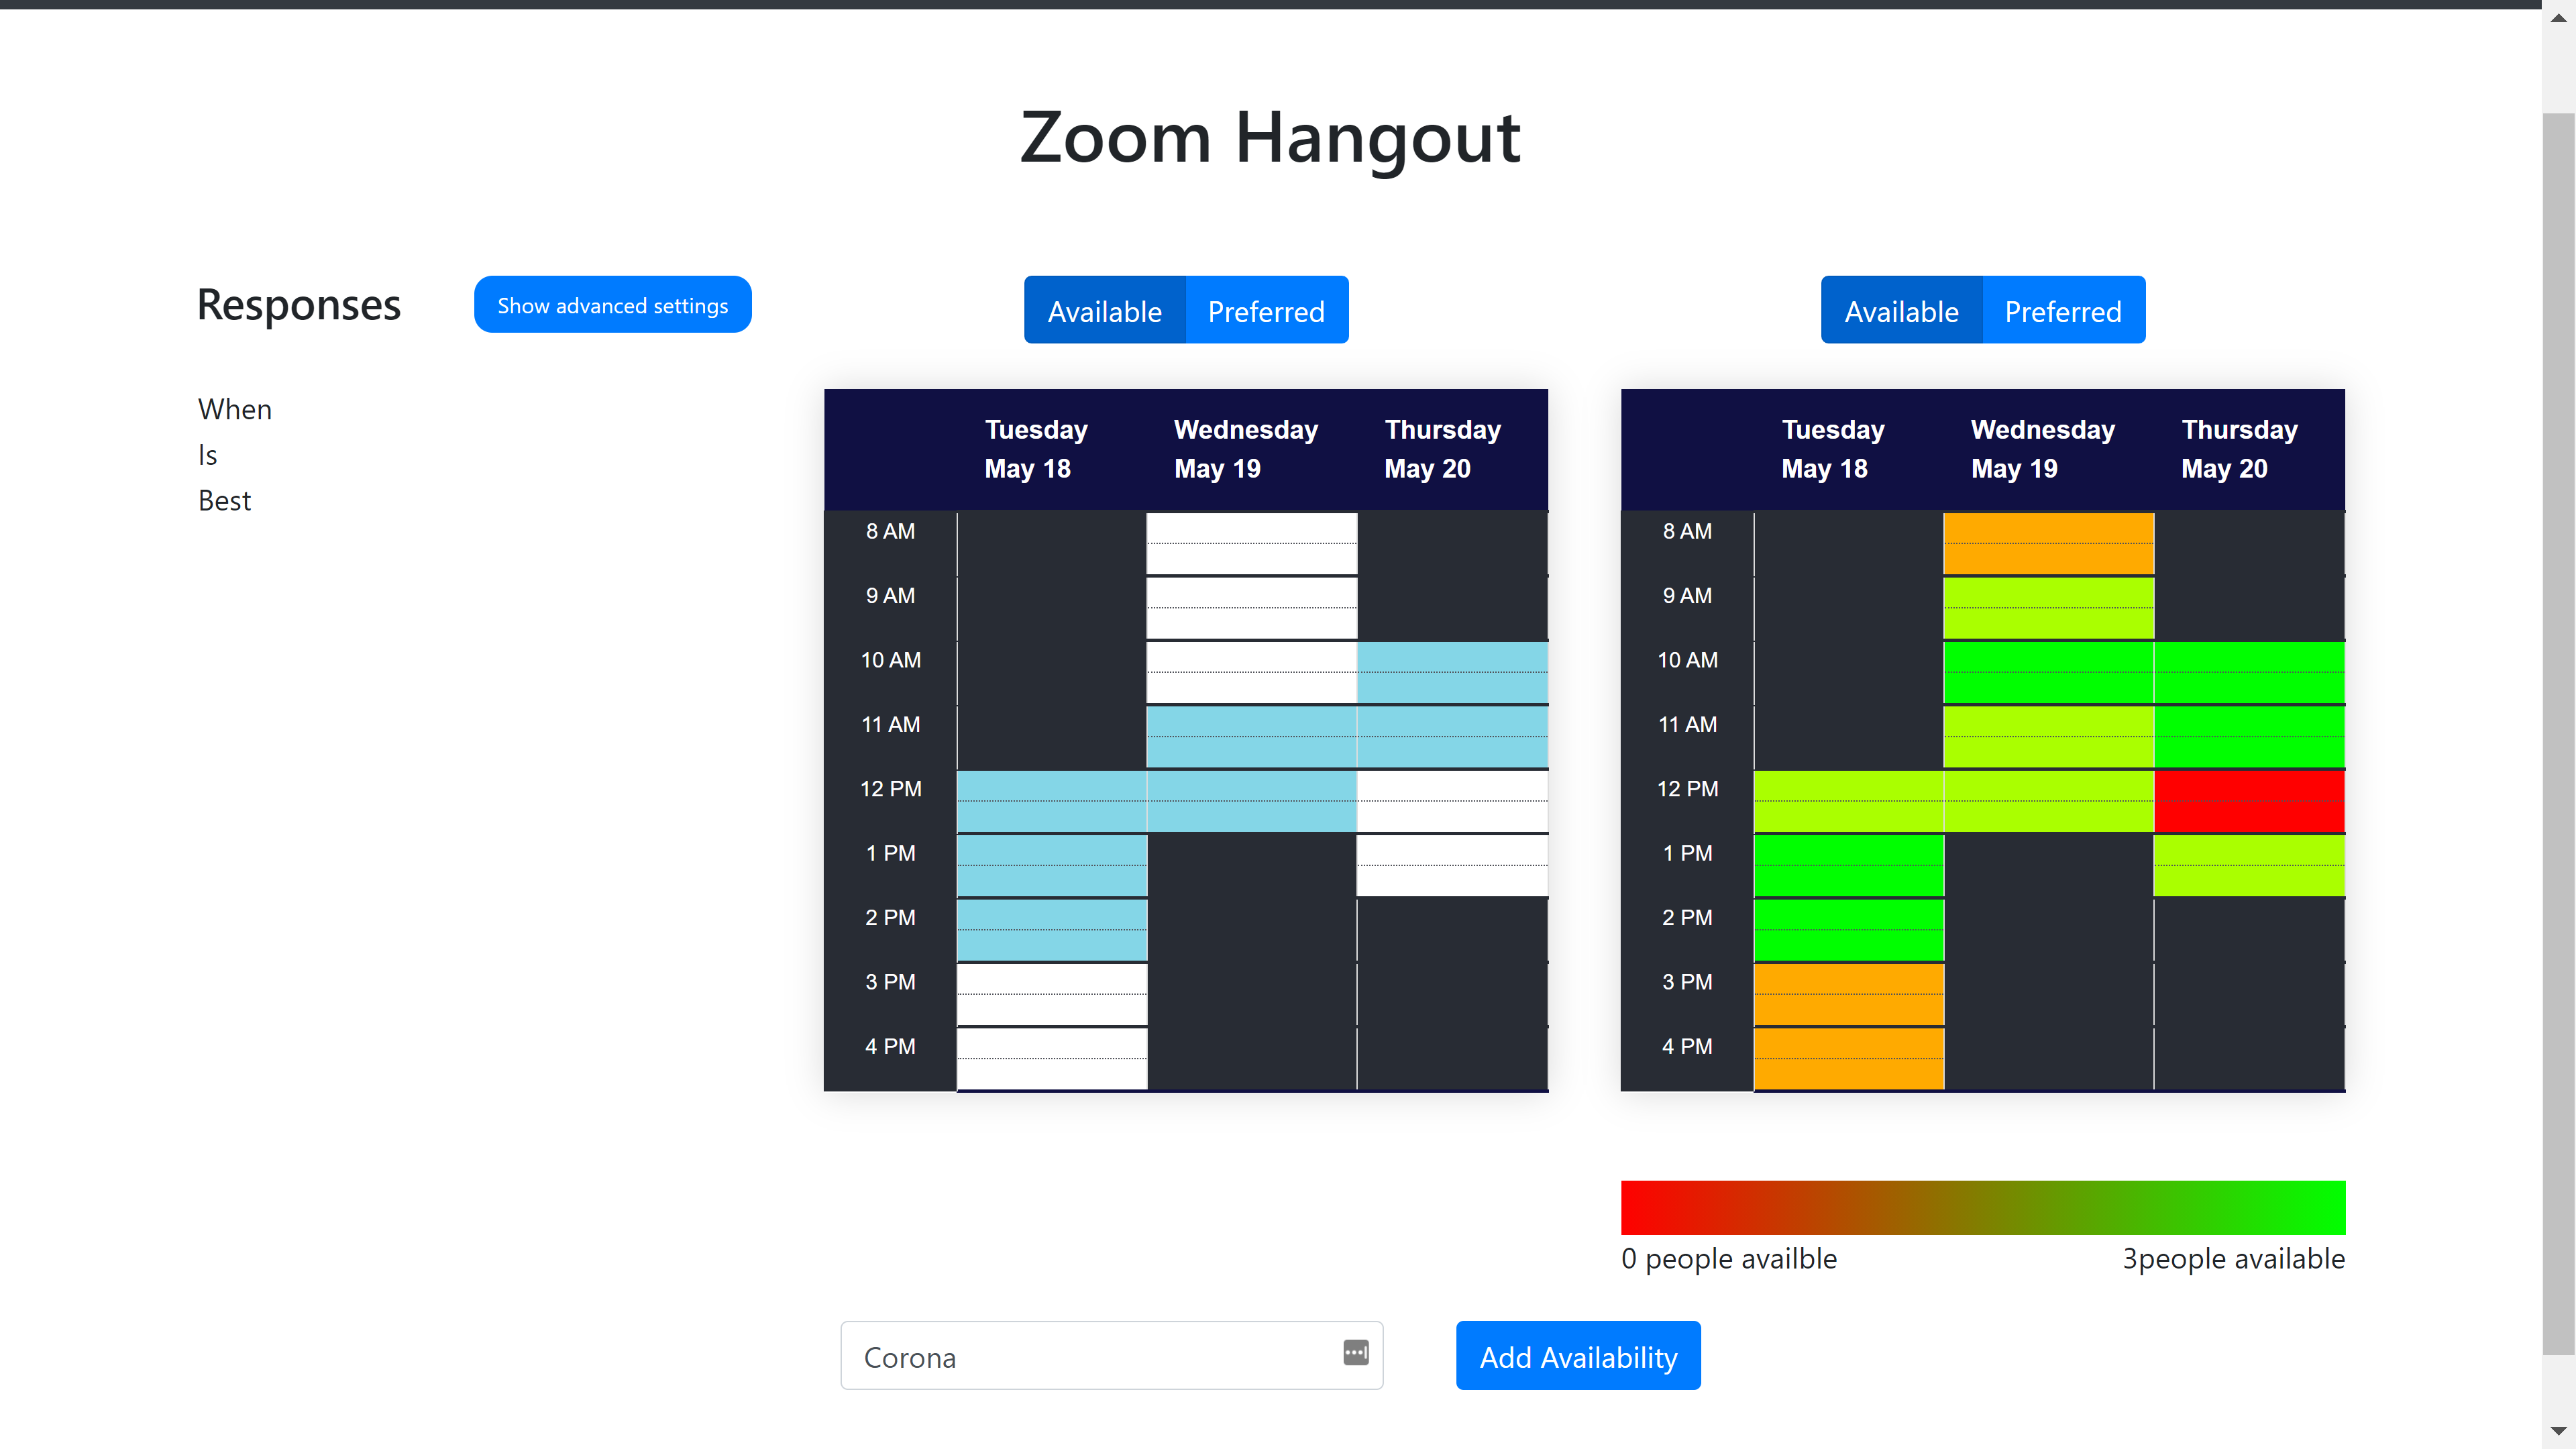 Zoom Hangout
Responses
Show advanced settings
When
Is
Best
Available Preferred
Tuesday May 18
Wednesday May 19
Thursday May 20
8 AM
9 AM
10 AM
11 AM
12 PM
1 PM
2 PM
3 PM
4 PM
Available Preferred
Tuesday May 18
Wednesday May 19
Thursday May 20
8 AM
9 AM
10 AM
11 AM
12 PM
1 PM
2 PM
3 PM
4 PM
0 people availble
3people available
Corona
Add Availability